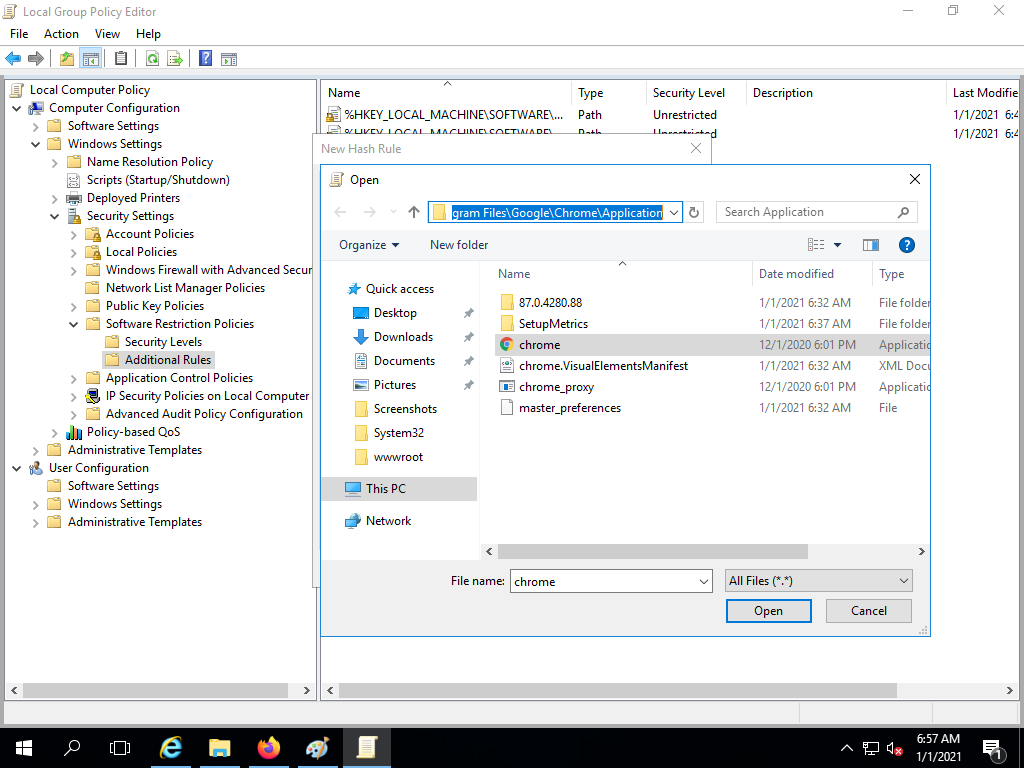 Local Group Policy Editor
File Action View Help
Local Computer Policy
Computer Configuration
Software Settings
Windows Settings
Name Resolution Policy
Scripts (Startup/Shutdown)
Deployed Printers
Security Settings
Account Policies
Local Policies
Windows Firewall with Advanced Secur
Network List Manager Policies
Public Key Policies
Software Restriction Policies
Security Levels
Additional Rules
Application Control Policies
IP Security Policies on Local Computer
Advanced Audit Policy Configuration
Policy-based QoS
Administrative Templates
User Configuration
Software Settings
Windows Settings
Administrative Templates
Name Type Security Level Description Last Modifie
%HKEY_LOCAL_MACHINE\SOFTWARE\... Path Unrestricted 1/1/2021 6:4
%HKEY_LOCAL_MACHINE\SOFTWARE\... Path Unrestricted 1/1/2021 6:4
New Hash Rule
Open
gram Files\Google\Chrome\Application
Search Application
Organize New folder
Quick access
Desktop
Downloads
Documents
Pictures
Screenshots
System32
wwwroot
This PC
Network
Name Date modified Type
87.0.4280.88 1/1/2021 6:32 AM File folder
SetupMetrics 1/1/2021 6:37 AM File folder
chrome 12/1/2020 6:01 PM Applicatio
chrome.VisualElementsManifest 1/1/2021 6:32 AM XML Docu
chrome_proxy 12/1/2020 6:01 PM Applicatio
master_preferences 1/1/2021 6:32 AM File
File name: chrome All Files (*.*)
Open Cancel
6:57 AM
1/1/2021
1